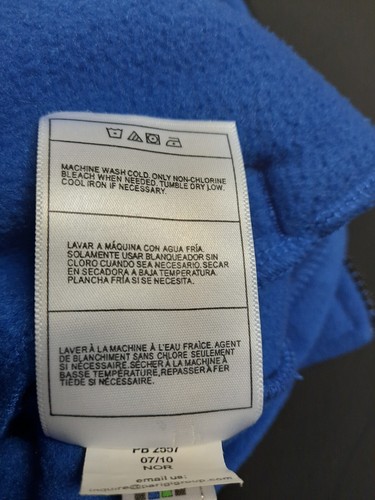 MACHINE WASH COLD. ONLY NON-CHLORINE
BLEACH WHEN NEEDED. TUMBLE DRY LOW.
COOL IRON IF NECESSARY.
LAVAR A MÁQUINA CON AGUA FRÍA.
SOLAMENTE USAR BLANQUEADOR SIN
CLORO CUANDO SEA NECESARIO. SECAR
EN SECADORA A BAJA TEMPERATURA.
PLANCHA FRÍA SI SE NECESITA.
LAVER À LA MACHINE À L'EAU FRAÎCE. AGENT
DE BLANCHIMENT SANS CHLORE SEULEMENT
SI NÉCESSAIRE. SÉCHER À LA MACHINE À
BASSE TEMPÉRATURE, REPASSER À FER
TIÈDE SI NÉCESSAIRE.
PB 2557
07/10
NOR
email us: